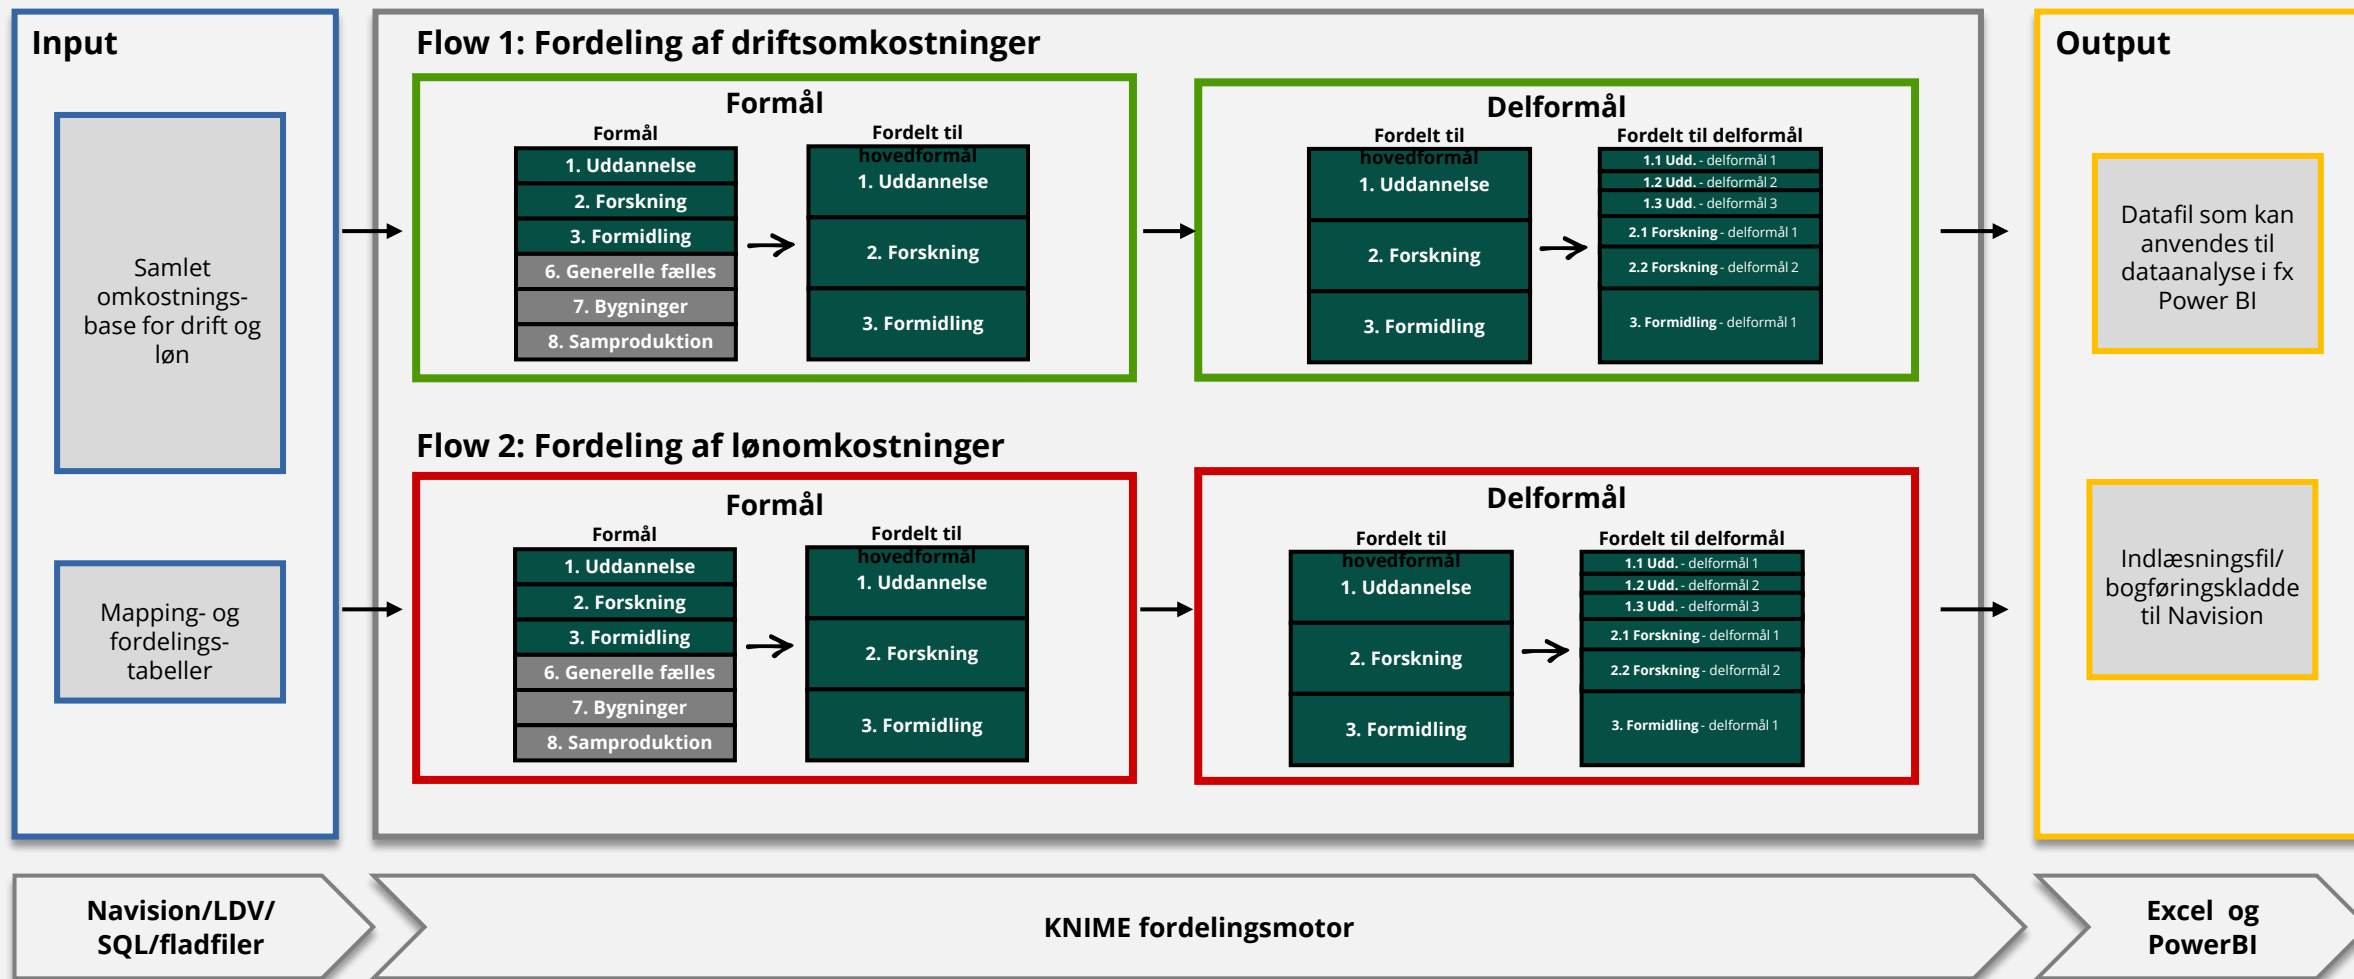 Input
Samlet
omkostnings-
base for drift og
løn
Mapping- og
fordelings-
tabeller
Flow 1: Fordeling af driftsomkostninger
Formål
Formål
1. Uddannelse
2. Forskning
3. Formidling
6. Generelle fælles
7. Bygninger
8. Samproduktion
Fordelt til
hovedformål
1. Uddannelse
2. Forskning
3. Formidling
Delformål
Fordelt til
hovedformål
1. Uddannelse
2. Forskning
3. Formidling
Fordelt til delformål
1.1 Udd. - delformål 1
1.2 Udd. - delformål 2
1.3 Udd. - delformål 3
2.1 Forskning - delformål 1
2.2 Forskning - delformål 2
3. Formidling - delformål 1
Flow 2: Fordeling af lønomkostninger
Formål
Formål
1. Uddannelse
2. Forskning
3. Formidling
6. Generelle fælles
7. Bygninger
8. Samproduktion
Fordelt til
hovedformål
1. Uddannelse
2. Forskning
3. Formidling
Delformål
Fordelt til
hovedformål
1. Uddannelse
2. Forskning
3. Formidling
Fordelt til delformål
1.1 Udd. - delformål 1
1.2 Udd. - delformål 2
1.3 Udd. - delformål 3
2.1 Forskning - delformål 1
2.2 Forskning - delformål 2
3. Formidling - delformål 1
Output
Datafil som kan
anvendes til
dataanalyse i fx
Power BI
Indlæsningsfil/
bogføringskladde
til Navision
Navision/LDV/
SQL/fladfiler
KNIME fordelingsmotor
Excel og
PowerBI